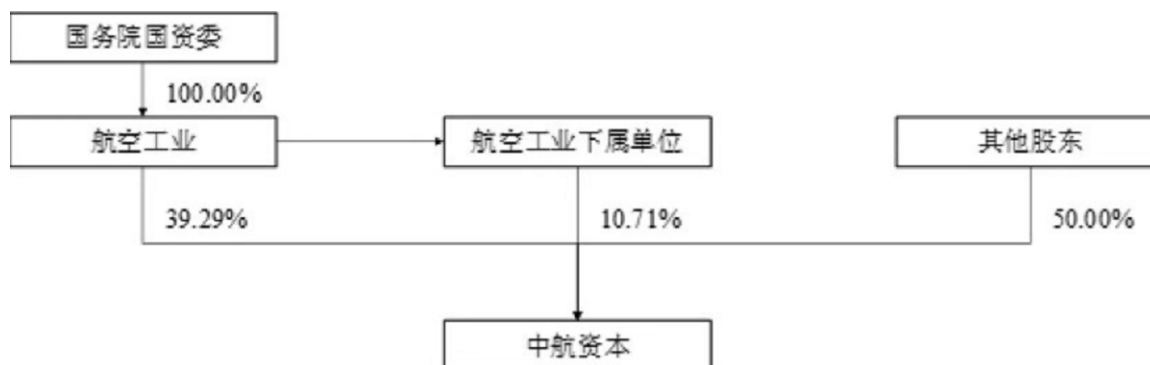 国务院国资委
100.00%
航空工业
航空工业下属单位
其他股东
39.29%
10.71%
50.00%
中航资本